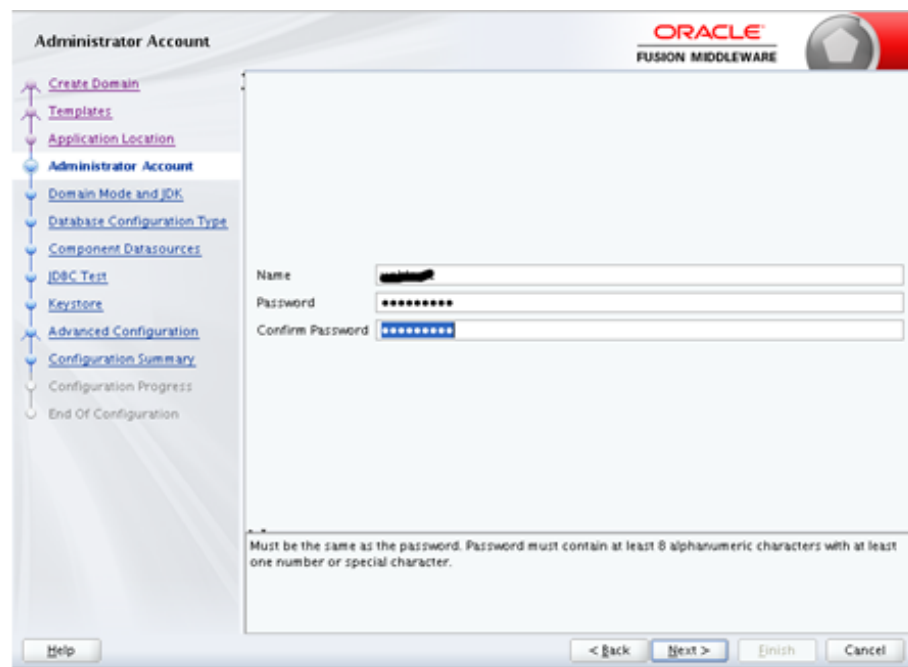 Administrator Account
ORACLE
FUSION MIDDLEWARE
Create Domain
Templates
Application Location
Administrator Account
Domain Mode and JDK
Database Configuration Type
Component Datasources
JDBC Test
Keystore
Advanced Configuration
Configuration Summary
Configuration Progress
End Of Configuration
Name
Password •••••••••
Confirm Password •••••••••
Must be the same as the password. Password must contain at least 8 alphanumeric characters with at least
one number or special character.
Help
< Back
Next >
Finish
Cancel